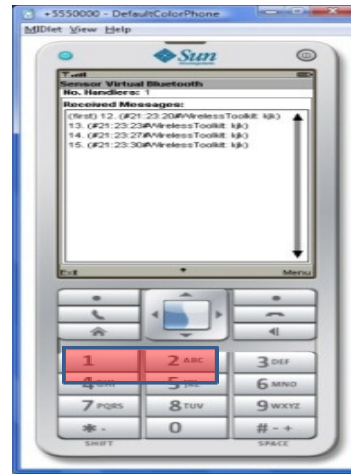 +5550000 - DefaultColorPhone
MIDlet View Help
Sun
Sensor Virtual Bluetooth
No. Handlers: 1
Received Messages:
(first) 12. (#21:23:20#WirelessToolkit: kjk)
13. (#21:23:23#WirelessToolkit: kjk)
14. (#21:23:27#WirelessToolkit: kjk)
15. (#21:23:30#WirelessToolkit: kjk)
Exit Menu
1 2 ABC 3 DEF
4 GHI 5 JKL 6 MNO
7 PQRS 8 TUV 9 WXYZ
* . 0 # - +
SHIFT SPACE